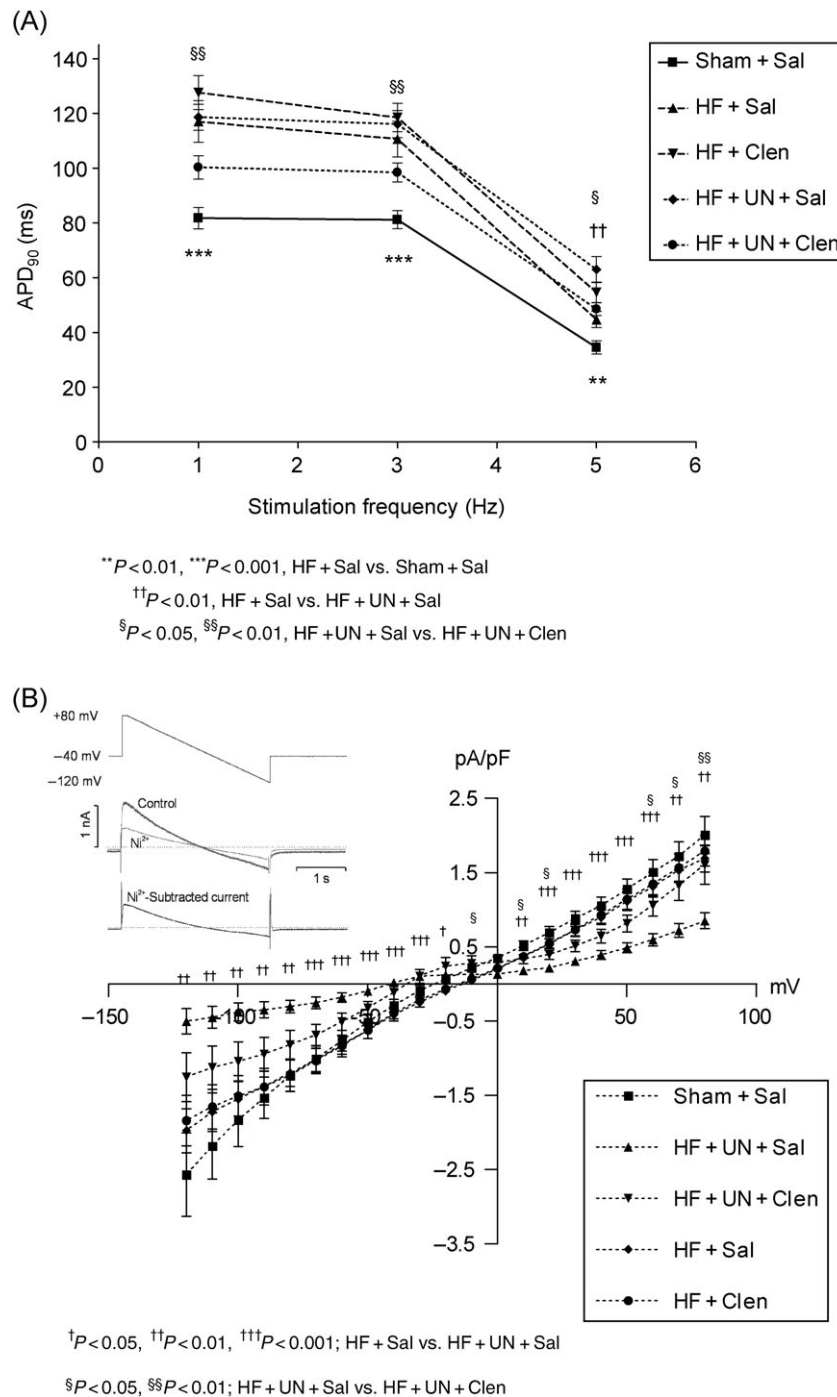 (A)
140
120
100
80
60
40
20
0
APD90 (ms)
§§
§§
§
††
***
***
**
0 1 2 3 4 5 6
Stimulation frequency (Hz)
Sham + Sal
HF + Sal
HF + Clen
HF + UN + Sal
HF + UN + Clen
**P < 0.01, ***P < 0.001, HF + Sal vs. Sham + Sal
††P < 0.01, HF + Sal vs. HF + UN + Sal
§P < 0.05, §§P < 0.01, HF + UN + Sal vs. HF + UN + Clen
(B)
+80 mV
−40 mV
−120 mV
Control
1 nA
Ni2+
1 s
Ni2+-Subtracted current
pA/pF
2.5
1.5
0.5
−0.5
−1.5
−2.5
−3.5
†† †† †† †† ††† ††† ††† ††† ††† ††† † § § †† § ††† ††† ††† ††† § ††† § †† §§ ††
mV
−150 −100 −50 50 100
Sham + Sal
HF + UN + Sal
HF + UN + Clen
HF + Sal
HF + Clen
†P < 0.05, ††P < 0.01, †††P < 0.001; HF + Sal vs. HF + UN + Sal
§P < 0.05, §§P < 0.01; HF + UN + Sal vs. HF + UN + Clen